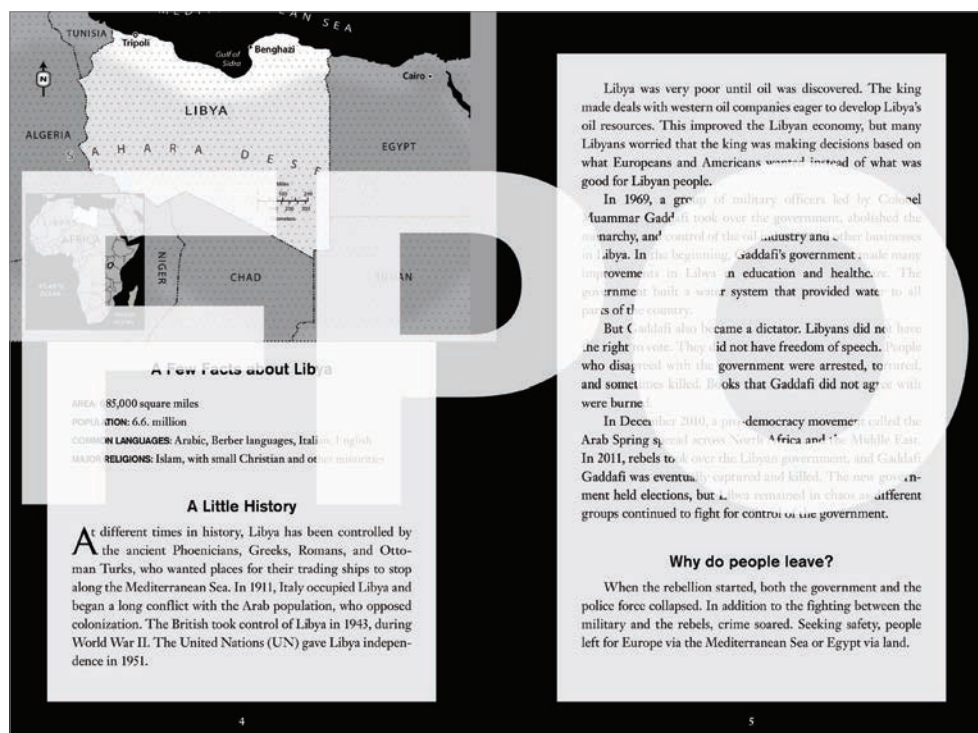 MEDITERRANEAN SEA
TUNISIA
Tripoli
Gulf of
Sidra
Benghazi
Cairo
N
LIBYA
ALGERIA
SAHARA DESE
EGYPT
Miles
AFRICA
NIGER
CHAD
SUDAN
FPO
A Few Facts about Libya
AREA: 685,000 square miles
POPULATION: 6.6. million
COMMON LANGUAGES: Arabic, Berber languages, Italian, English
MAJOR RELIGIONS: Islam, with small Christian and other minorities
A Little History
At different times in history, Libya has been controlled by
the ancient Phoenicians, Greeks, Romans, and Otto-
man Turks, who wanted places for their trading ships to stop
along the Mediterranean Sea. In 1911, Italy occupied Libya and
began a long conflict with the Arab population, who opposed
colonization. The British took control of Libya in 1943, during
World War II. The United Nations (UN) gave Libya indepen-
dence in 1951.
4
Libya was very poor until oil was discovered. The king
made deals with western oil companies eager to develop Libya's
oil resources. This improved the Libyan economy, but many
Libyans worried that the king was making decisions based on
what Europeans and Americans wanted instead of what was
good for Libyan people.
In 1969, a group of military officers led by Colonel
Muammar Gaddafi took over the government, abolished the
monarchy, and control of the oil industry and other businesses
in Libya. In the beginning, Gaddafi's government made many
improvements in Libya in education and healthcare. The
government built a water system that provided water to all
parts of the country.
But Gaddafi also became a dictator. Libyans did not have
the right to vote. They did not have freedom of speech. People
who disagreed with the government were arrested, tortured,
and sometimes killed. Books that Gaddafi did not agree with
were burned
In December 2010, a pro-democracy movement called the
Arab Spring spread across North Africa and the Middle East.
In 2011, rebels took over the Libyan government, and Gaddafi
Gaddafi was eventually captured and killed. The new govern-
ment held elections, but Libya remained in chaos as different
groups continued to fight for control of the government.
Why do people leave?
When the rebellion started, both the government and the
police force collapsed. In addition to the fighting between the
military and the rebels, crime soared. Seeking safety, people
left for Europe via the Mediterranean Sea or Egypt via land.
5